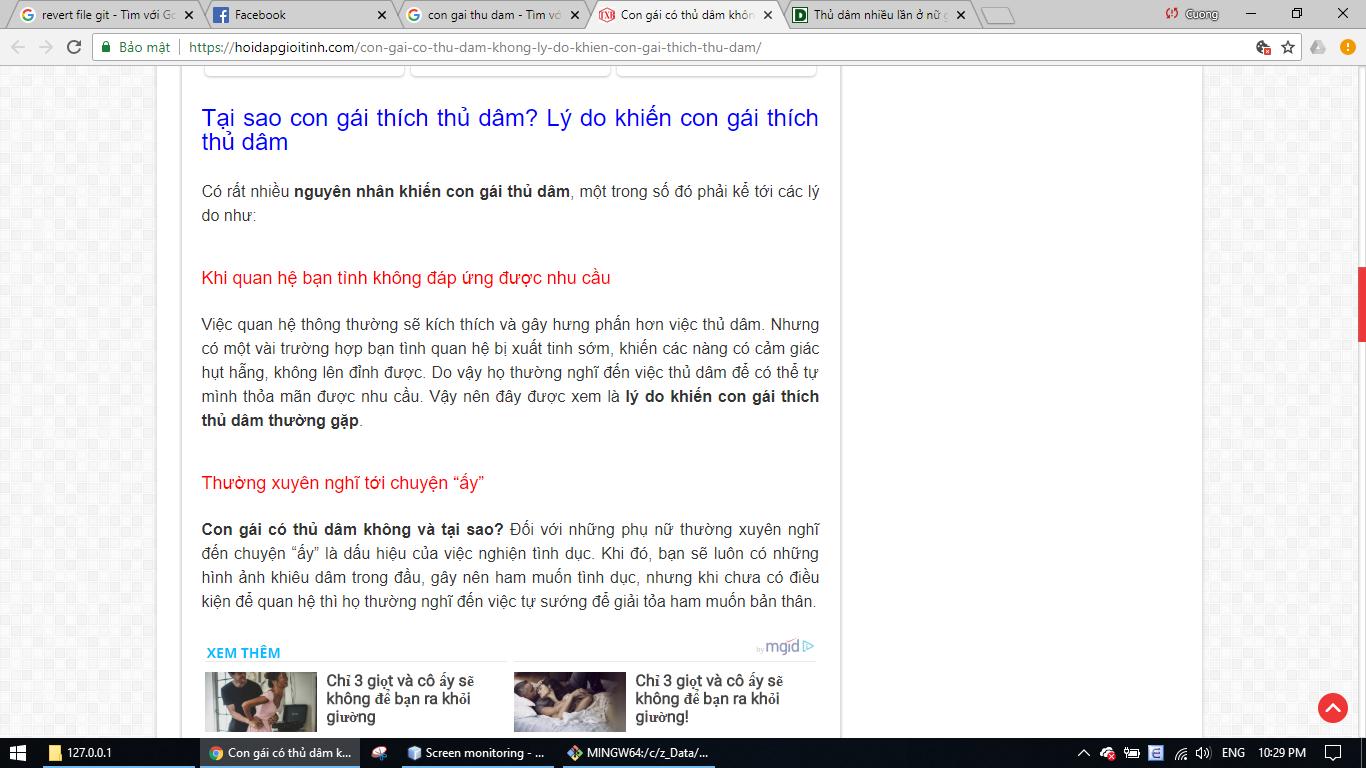 revert file git - Tìm với Go
Facebook
con gai thu dam - Tìm vớ
Con gái có thủ dâm khôn
Thủ dâm nhiều lần ở nữ g
Cuong
Bảo mật
https://hoidapgioitinh.com/con-gai-co-thu-dam-khong-ly-do-khien-con-gai-thich-thu-dam/
Tại sao con gái thích thủ dâm? Lý do khiến con gái thích
thủ dâm
Có rất nhiều nguyên nhân khiến con gái thủ dâm, một trong số đó phải kể tới các lý
do như:
Khi quan hệ bạn tình không đáp ứng được nhu cầu
Việc quan hệ thông thường sẽ kích thích và gây hưng phấn hơn việc thủ dâm. Nhưng
có một vài trường hợp bạn tình quan hệ bị xuất tinh sớm, khiến các nàng có cảm giác
hụt hẫng, không lên đỉnh được. Do vậy họ thường nghĩ đến việc thủ dâm để có thể tự
mình thỏa mãn được nhu cầu. Vậy nên đây được xem là lý do khiến con gái thích
thủ dâm thường gặp.
Thường xuyên nghĩ tới chuyện “ấy”
Con gái có thủ dâm không và tại sao? Đối với những phụ nữ thường xuyên nghĩ
đến chuyện “ấy” là dấu hiệu của việc nghiện tình dục. Khi đó, bạn sẽ luôn có những
hình ảnh khiêu dâm trong đầu, gây nên ham muốn tình dục, nhưng khi chưa có điều
kiện để quan hệ thì họ thường nghĩ đến việc tự sướng để giải tỏa ham muốn bản thân.
XEM THÊM
by mgid
Chỉ 3 giọt và cô ấy sẽ
không để bạn ra khỏi
giường
Chỉ 3 giọt và cô ấy sẽ
không để bạn ra khỏi
giường!
127.0.0.1
Con gái có thủ dâm k...
Screen monitoring - ...
MINGW64:/c/z_Data/...
ENG
10:29 PM